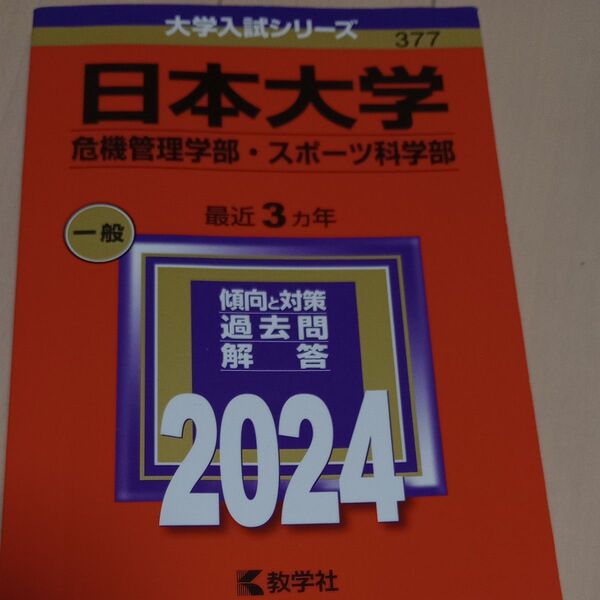 大学入試シリーズ
377
日本大学
危機管理学部・スポーツ科学部
最近3ヵ年
一般
傾向と対策
過去問
解答
2024
教学社